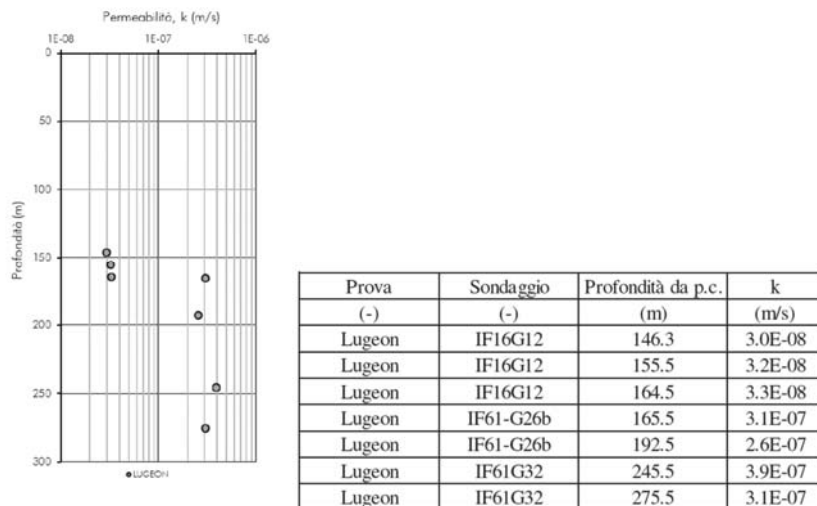 Permeabilità, k (m/s)
1E-08 1E-07 1E-06
0
50
100
150
200
250
300
Profondità (m)
LUGEON
Prova Sondaggio Profondità da p.c. k
(-) (-) (m) (m/s)
Lugeon IF16G12 146.3 3.0E-08
Lugeon IF16G12 155.5 3.2E-08
Lugeon IF16G12 164.5 3.3E-08
Lugeon IF61-G26b 165.5 3.1E-07
Lugeon IF61-G26b 192.5 2.6E-07
Lugeon IF61G32 245.5 3.9E-07
Lugeon IF61G32 275.5 3.1E-07